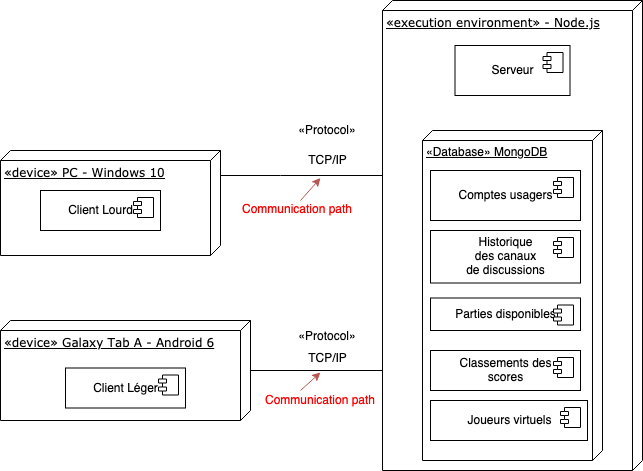 «execution environment» - Node.js
Serveur
«Protocol»
TCP/IP
Communication path
«device» PC - Windows 10
Client Lourd
«Database» MongoDB
Comptes usagers
Historique
des canaux
de discussions
Parties disponibles
Classements des
scores
Joueurs virtuels
«Protocol»
TCP/IP
Communication path
«device» Galaxy Tab A - Android 6
Client Léger